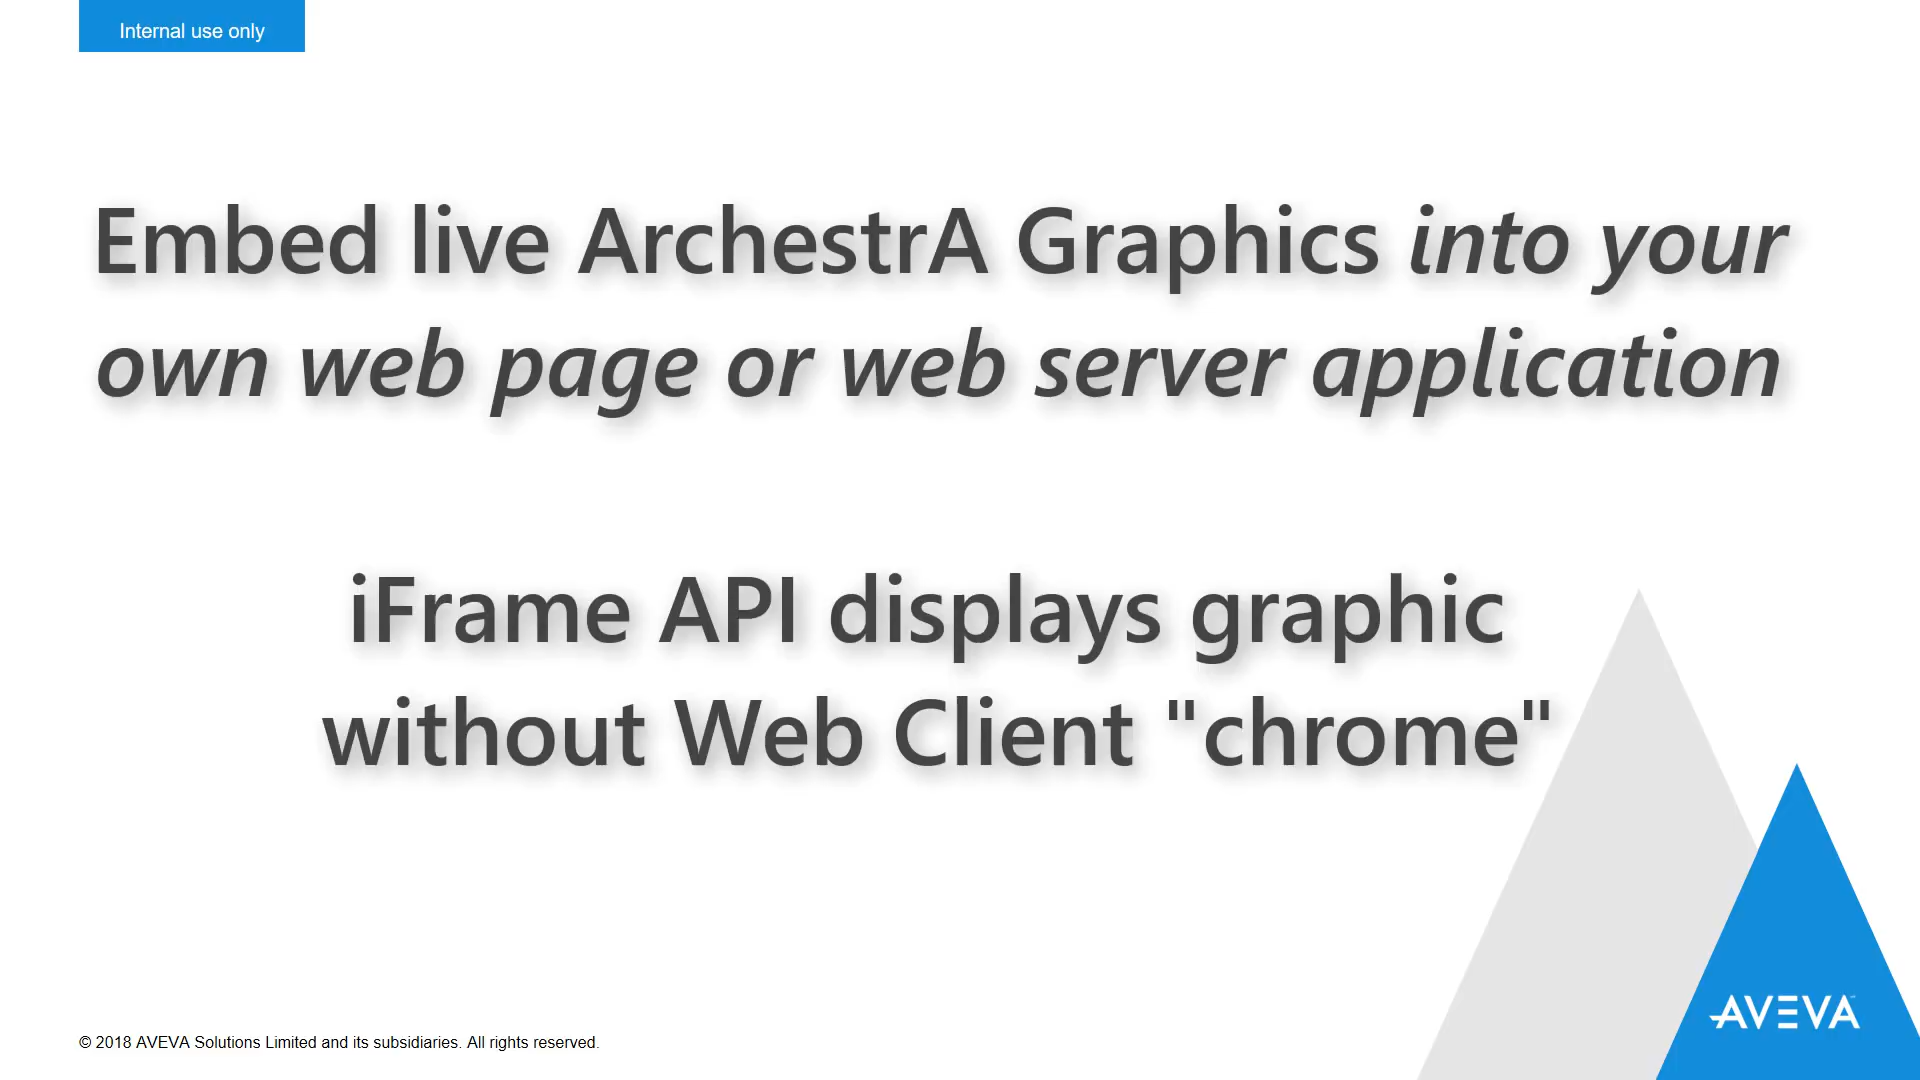 Internal use only
Embed live ArchestrA Graphics into your
own web page or web server application
iFrame API displays graphic
without Web Client "chrome"
AVEVA
© 2018 AVEVA Solutions Limited and its subsidiaries. All rights reserved.